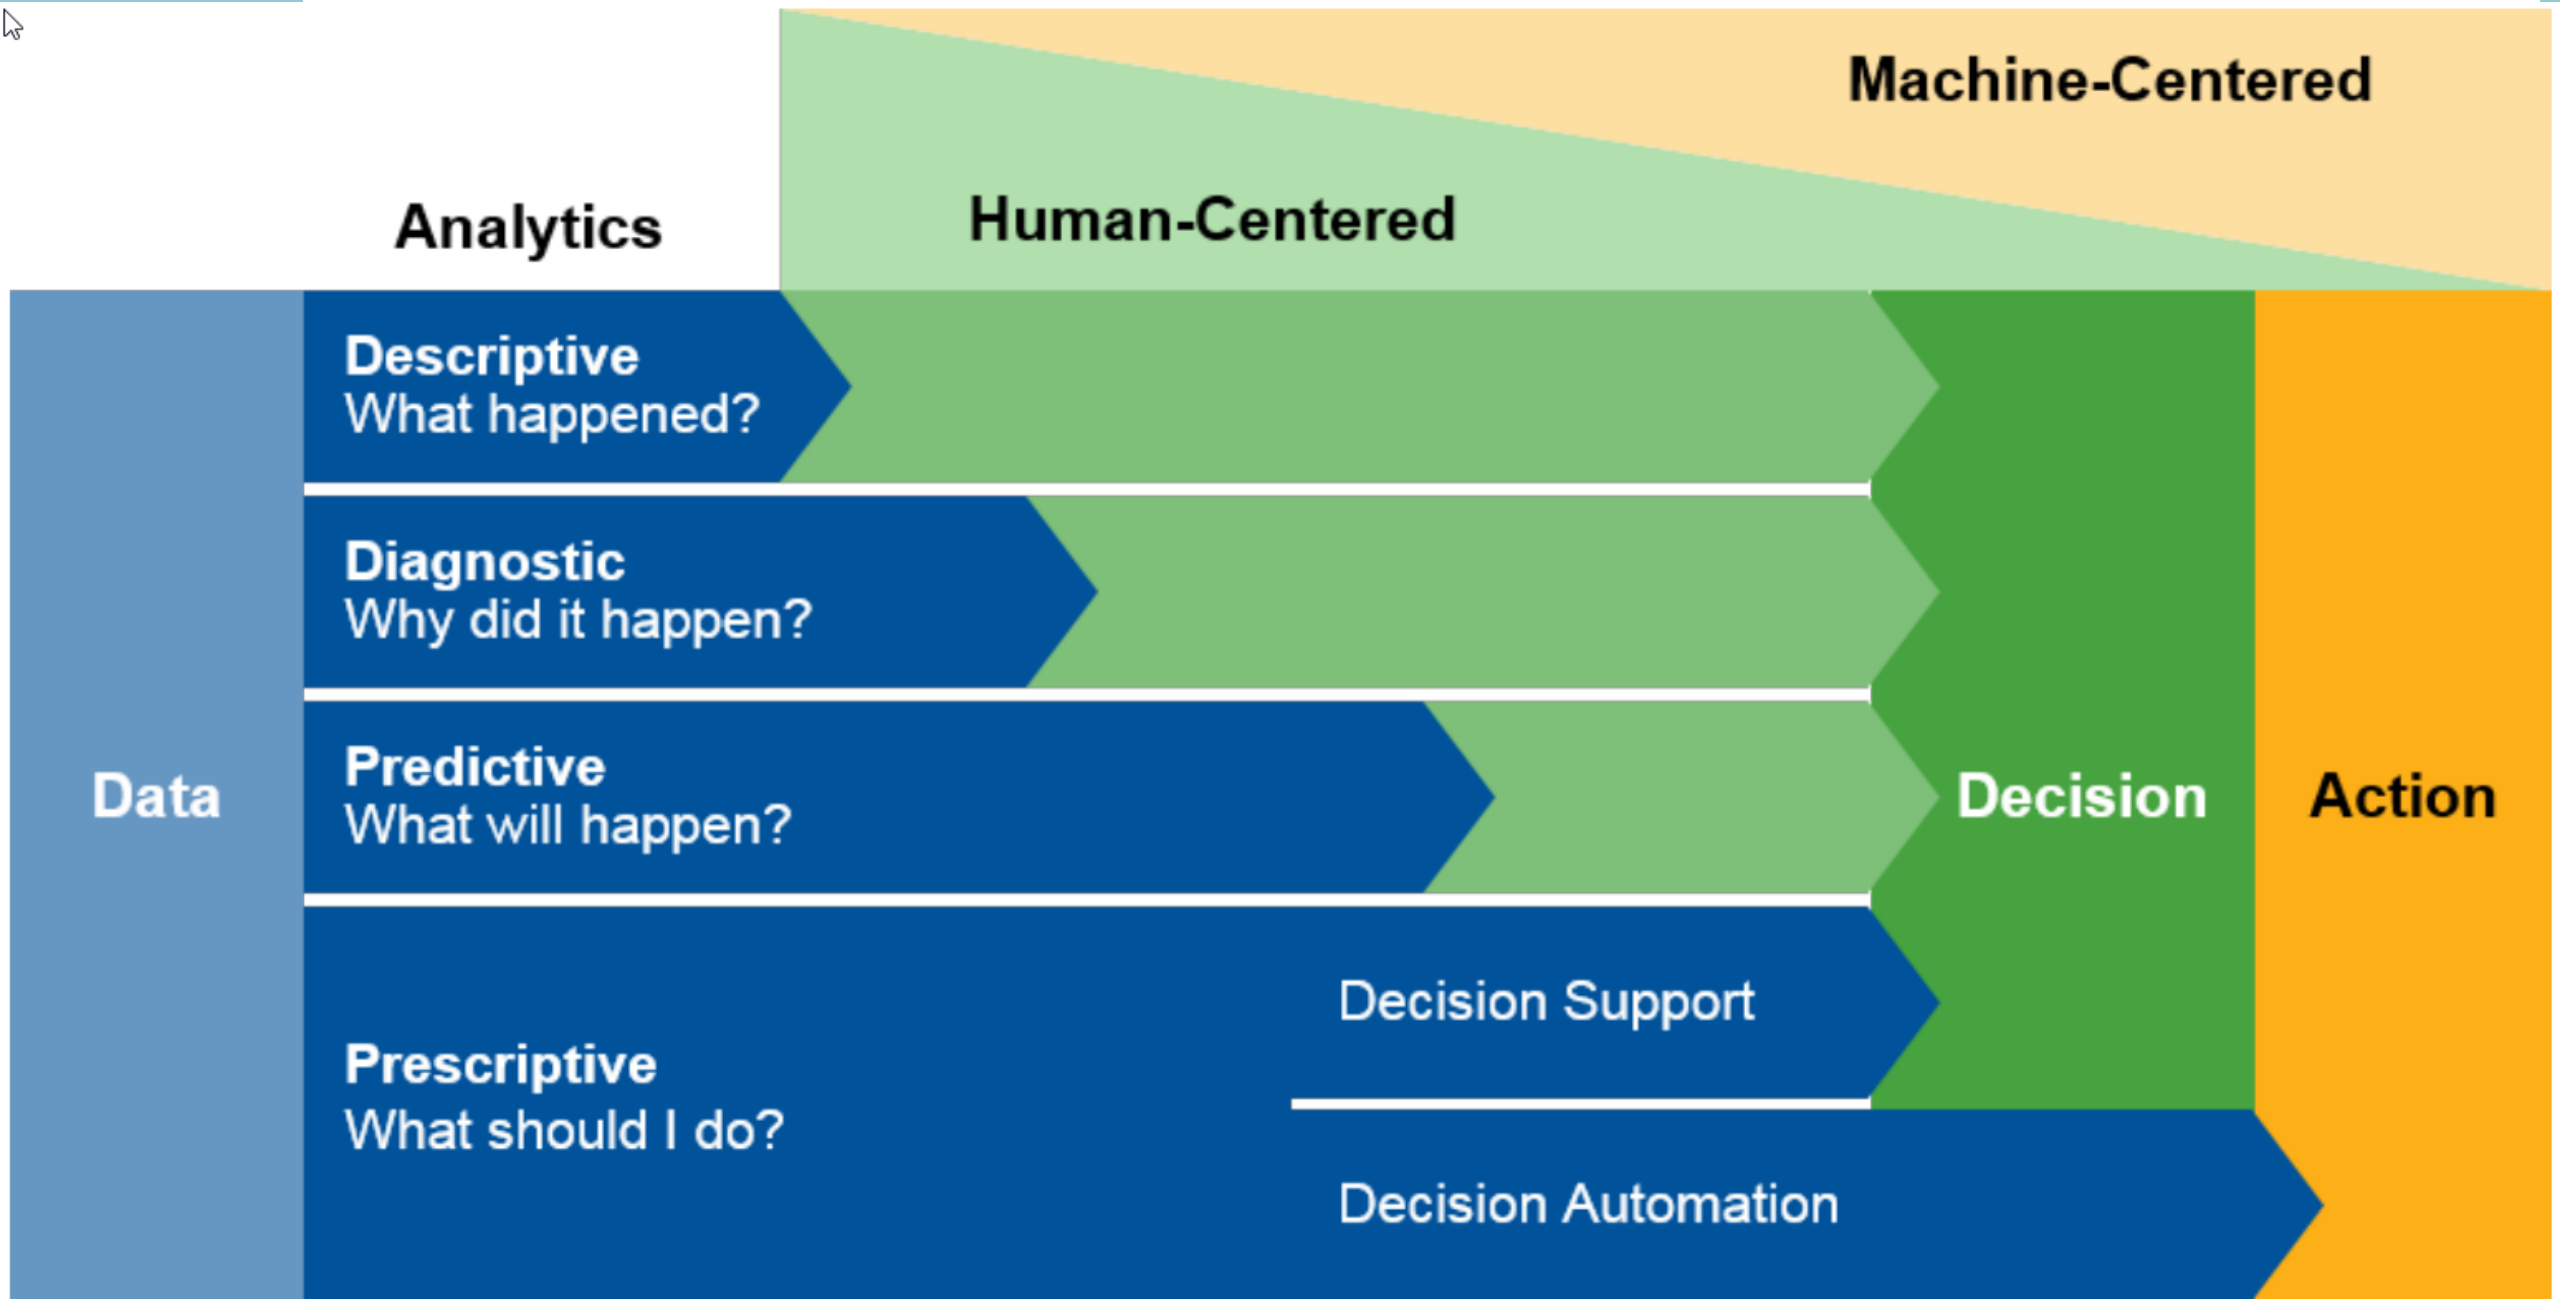 Machine-Centered
Analytics
Human-Centered
Descriptive
What happened?
Diagnostic
Why did it happen?
Predictive
What will happen?
Data
Decision
Action
Decision Support
Prescriptive
What should I do?
Decision Automation